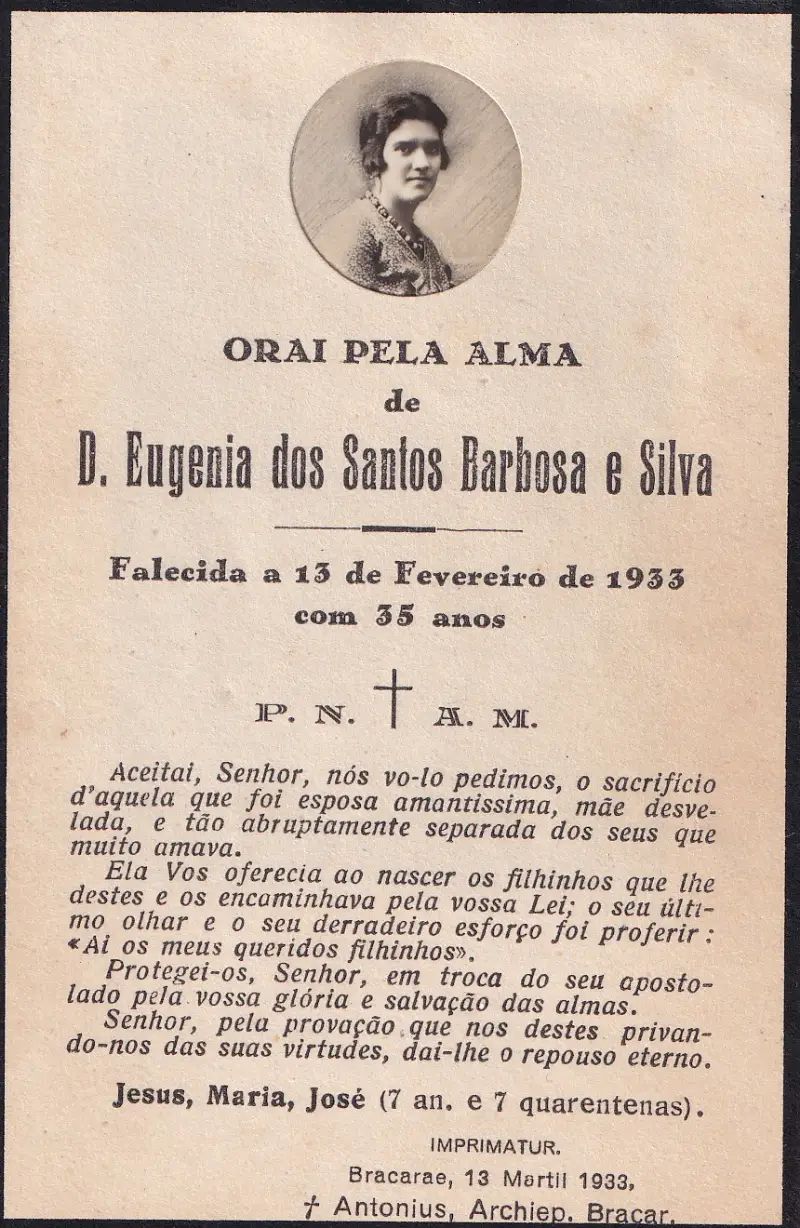 ORAI PELA ALMA
de
D. Eugenia dos Santos Barbosa e Silva
Falecida a 13 de Fevereiro de 1933
com 35 anos
P. N. † A. M.
Aceitai, Senhor, nós vo-lo pedimos, o sacrifício
d'aquela que foi esposa amantissima, mãe desve-
lada, e tão abruptamente separada dos seus que
muito amava.
Ela Vos oferecia ao nascer os filhinhos que lhe
destes e os encaminhava pela vossa Lei; o seu últi-
mo olhar e o seu derradeiro esforço foi proferir:
«Ai os meus queridos filhinhos».
Protegei-os, Senhor, em troca do seu aposto-
lado pela vossa glória e salvação das almas.
Senhor, pela provação que nos destes privan-
do-nos das suas virtudes, dai-lhe o repouso eterno.
Jesus, Maria, José (7 an. e 7 quarentenas).
IMPRIMATUR.
Bracarae, 13 Martii 1933,
† Antonius, Archiep. Bracar.